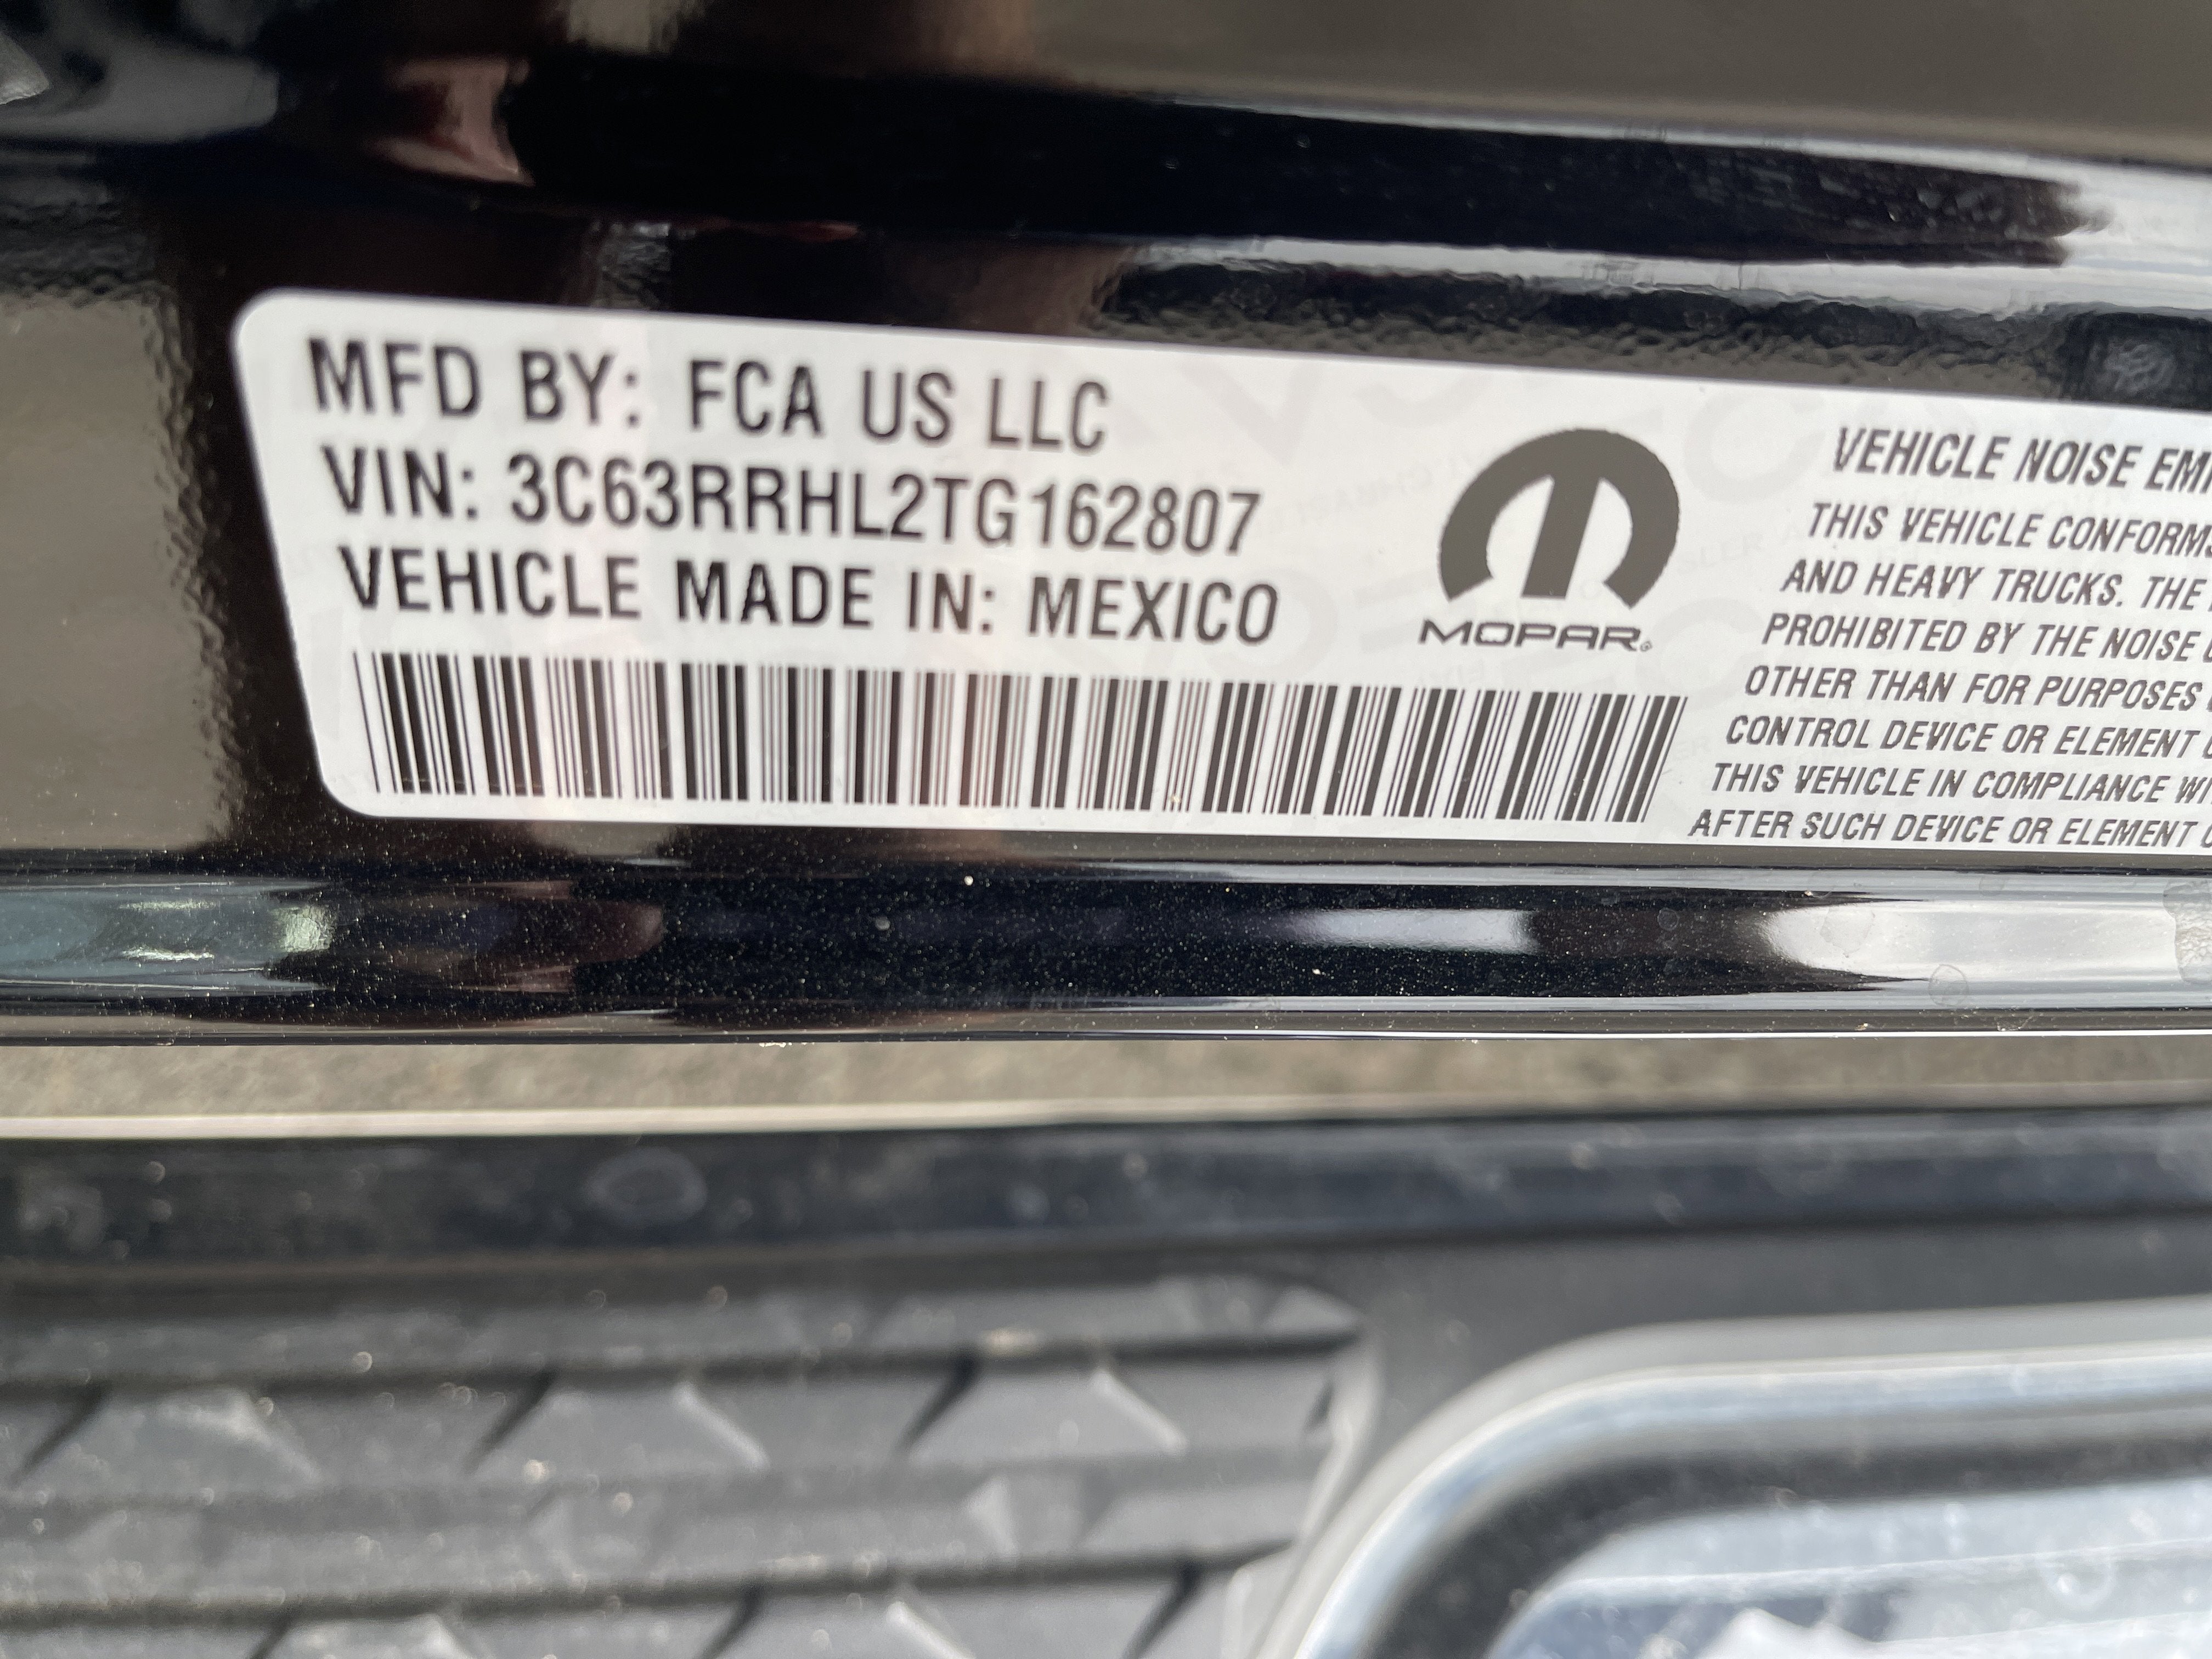 MFD BY: FCA US LLC
VIN: 3C63RRHL2TG162807
VEHICLE MADE IN: MEXICO
MOPAR
VEHICLE NOISE
THIS VEHICLE CONFORMS
AND HEAVY TRUCKS. THE
PROHIBITED BY THE NOISE
OTHER THAN FOR PURPOSES
CONTROL DEVICE OR ELEMENT
THIS VEHICLE IN COMPLIANCE
AFTER SUCH DEVICE OR ELEMENT